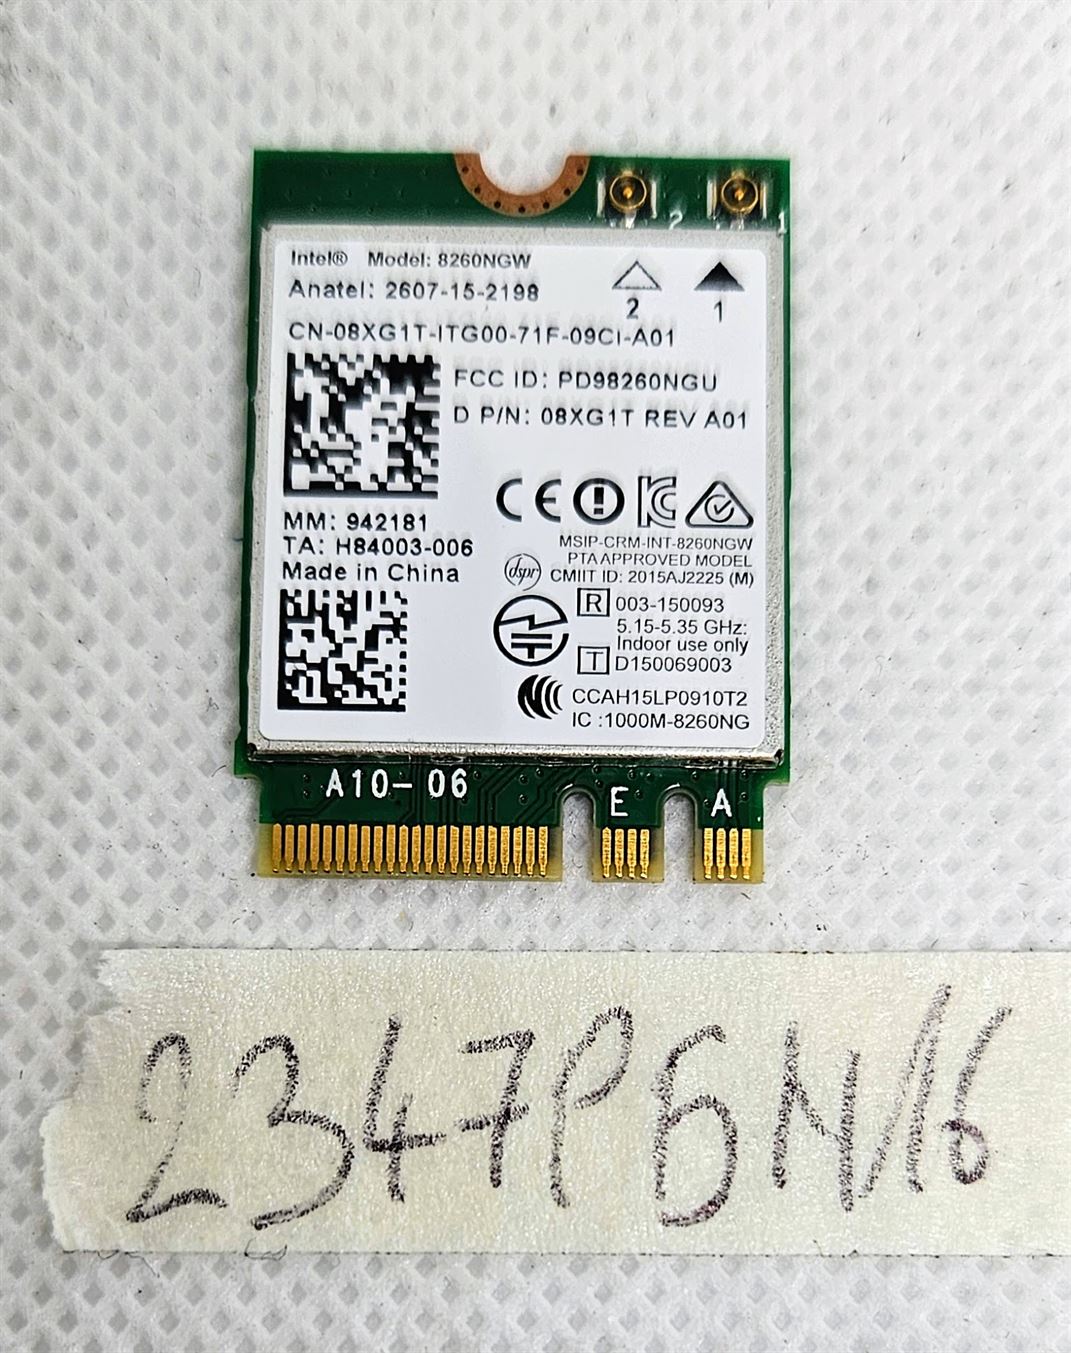 2 1
Intel® Model: 8260NGW
Anatel: 2607-15-2198
2 1
CN-08XG1T-ITG00-71F-09CI-A01
FCC ID: PD98260NGU
D P/N: 08XG1T REV A01
CE
MM: 942181
TA: H84003-006
Made in China
MSIP-CRM-INT-8260NGW
PTA APPROVED MODEL
dspr CMIIT ID: 2015AJ2225 (M)
R 003-150093
5.15-5.35 GHz:
Indoor use only
T D150069003
CCAH15LP0910T2
IC :1000M-8260NG
A10-06 E A